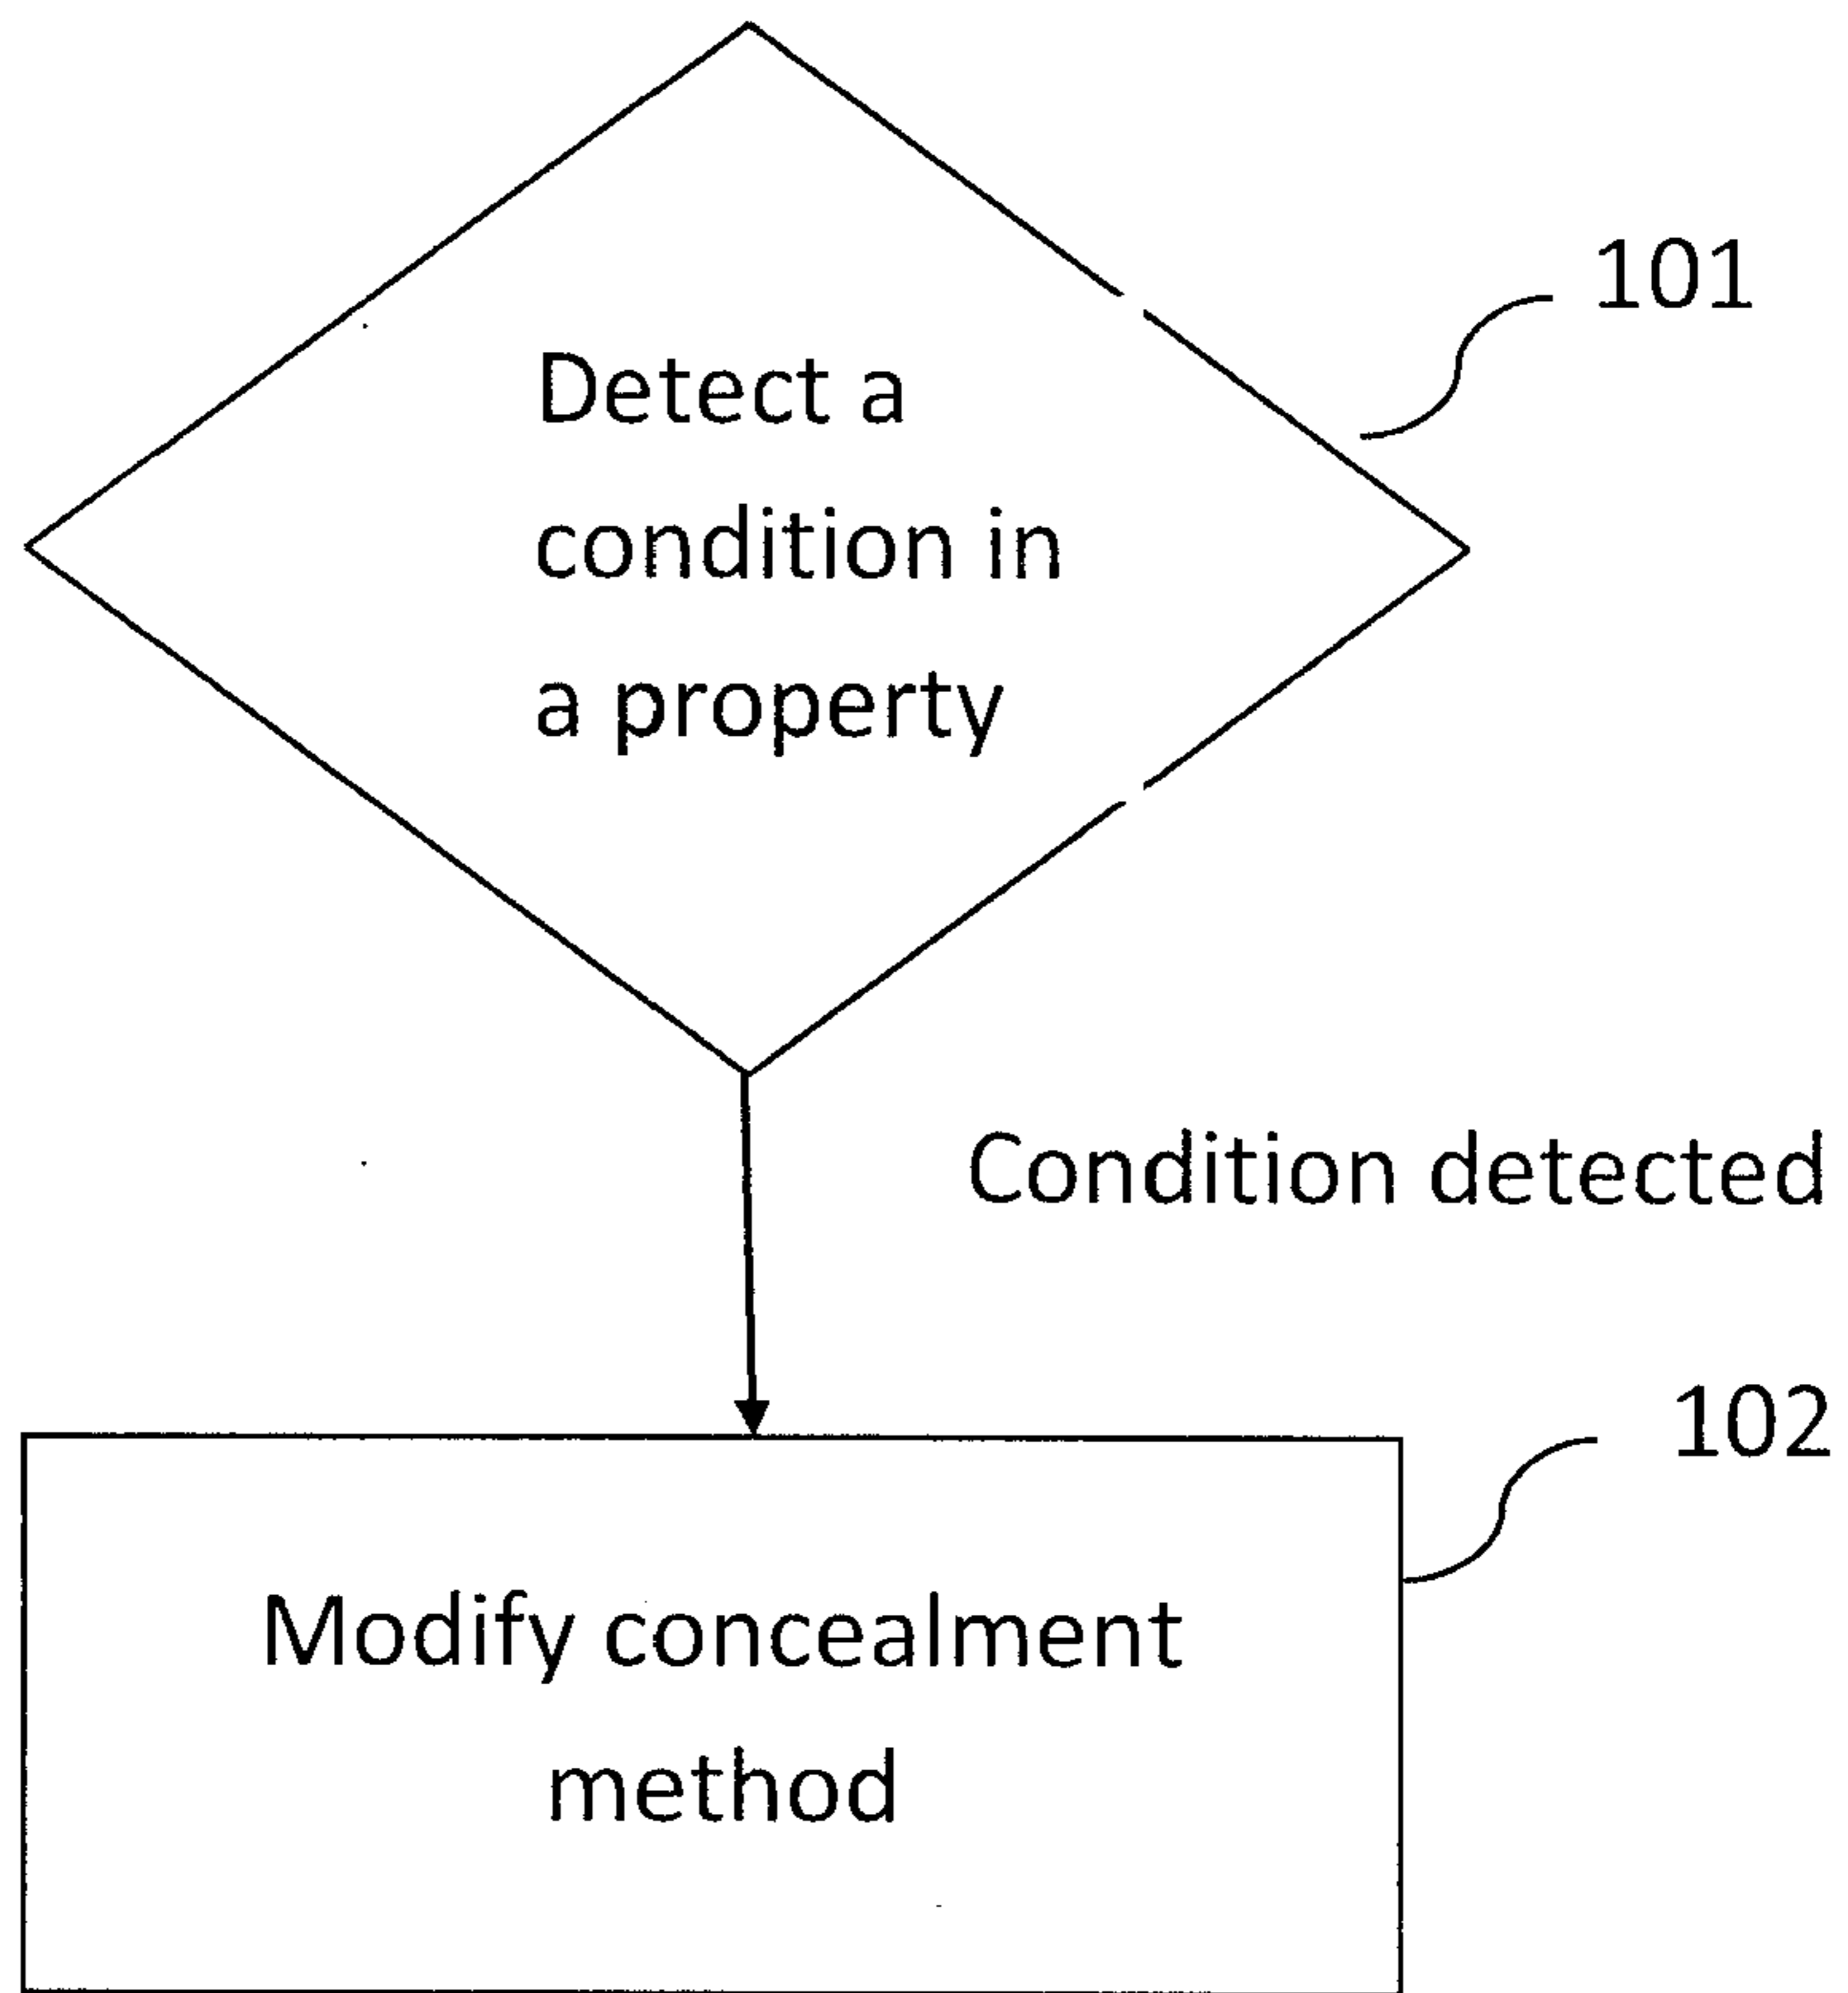 101
Detect a
condition in
a property
Condition detected
102
Modify concealment
method